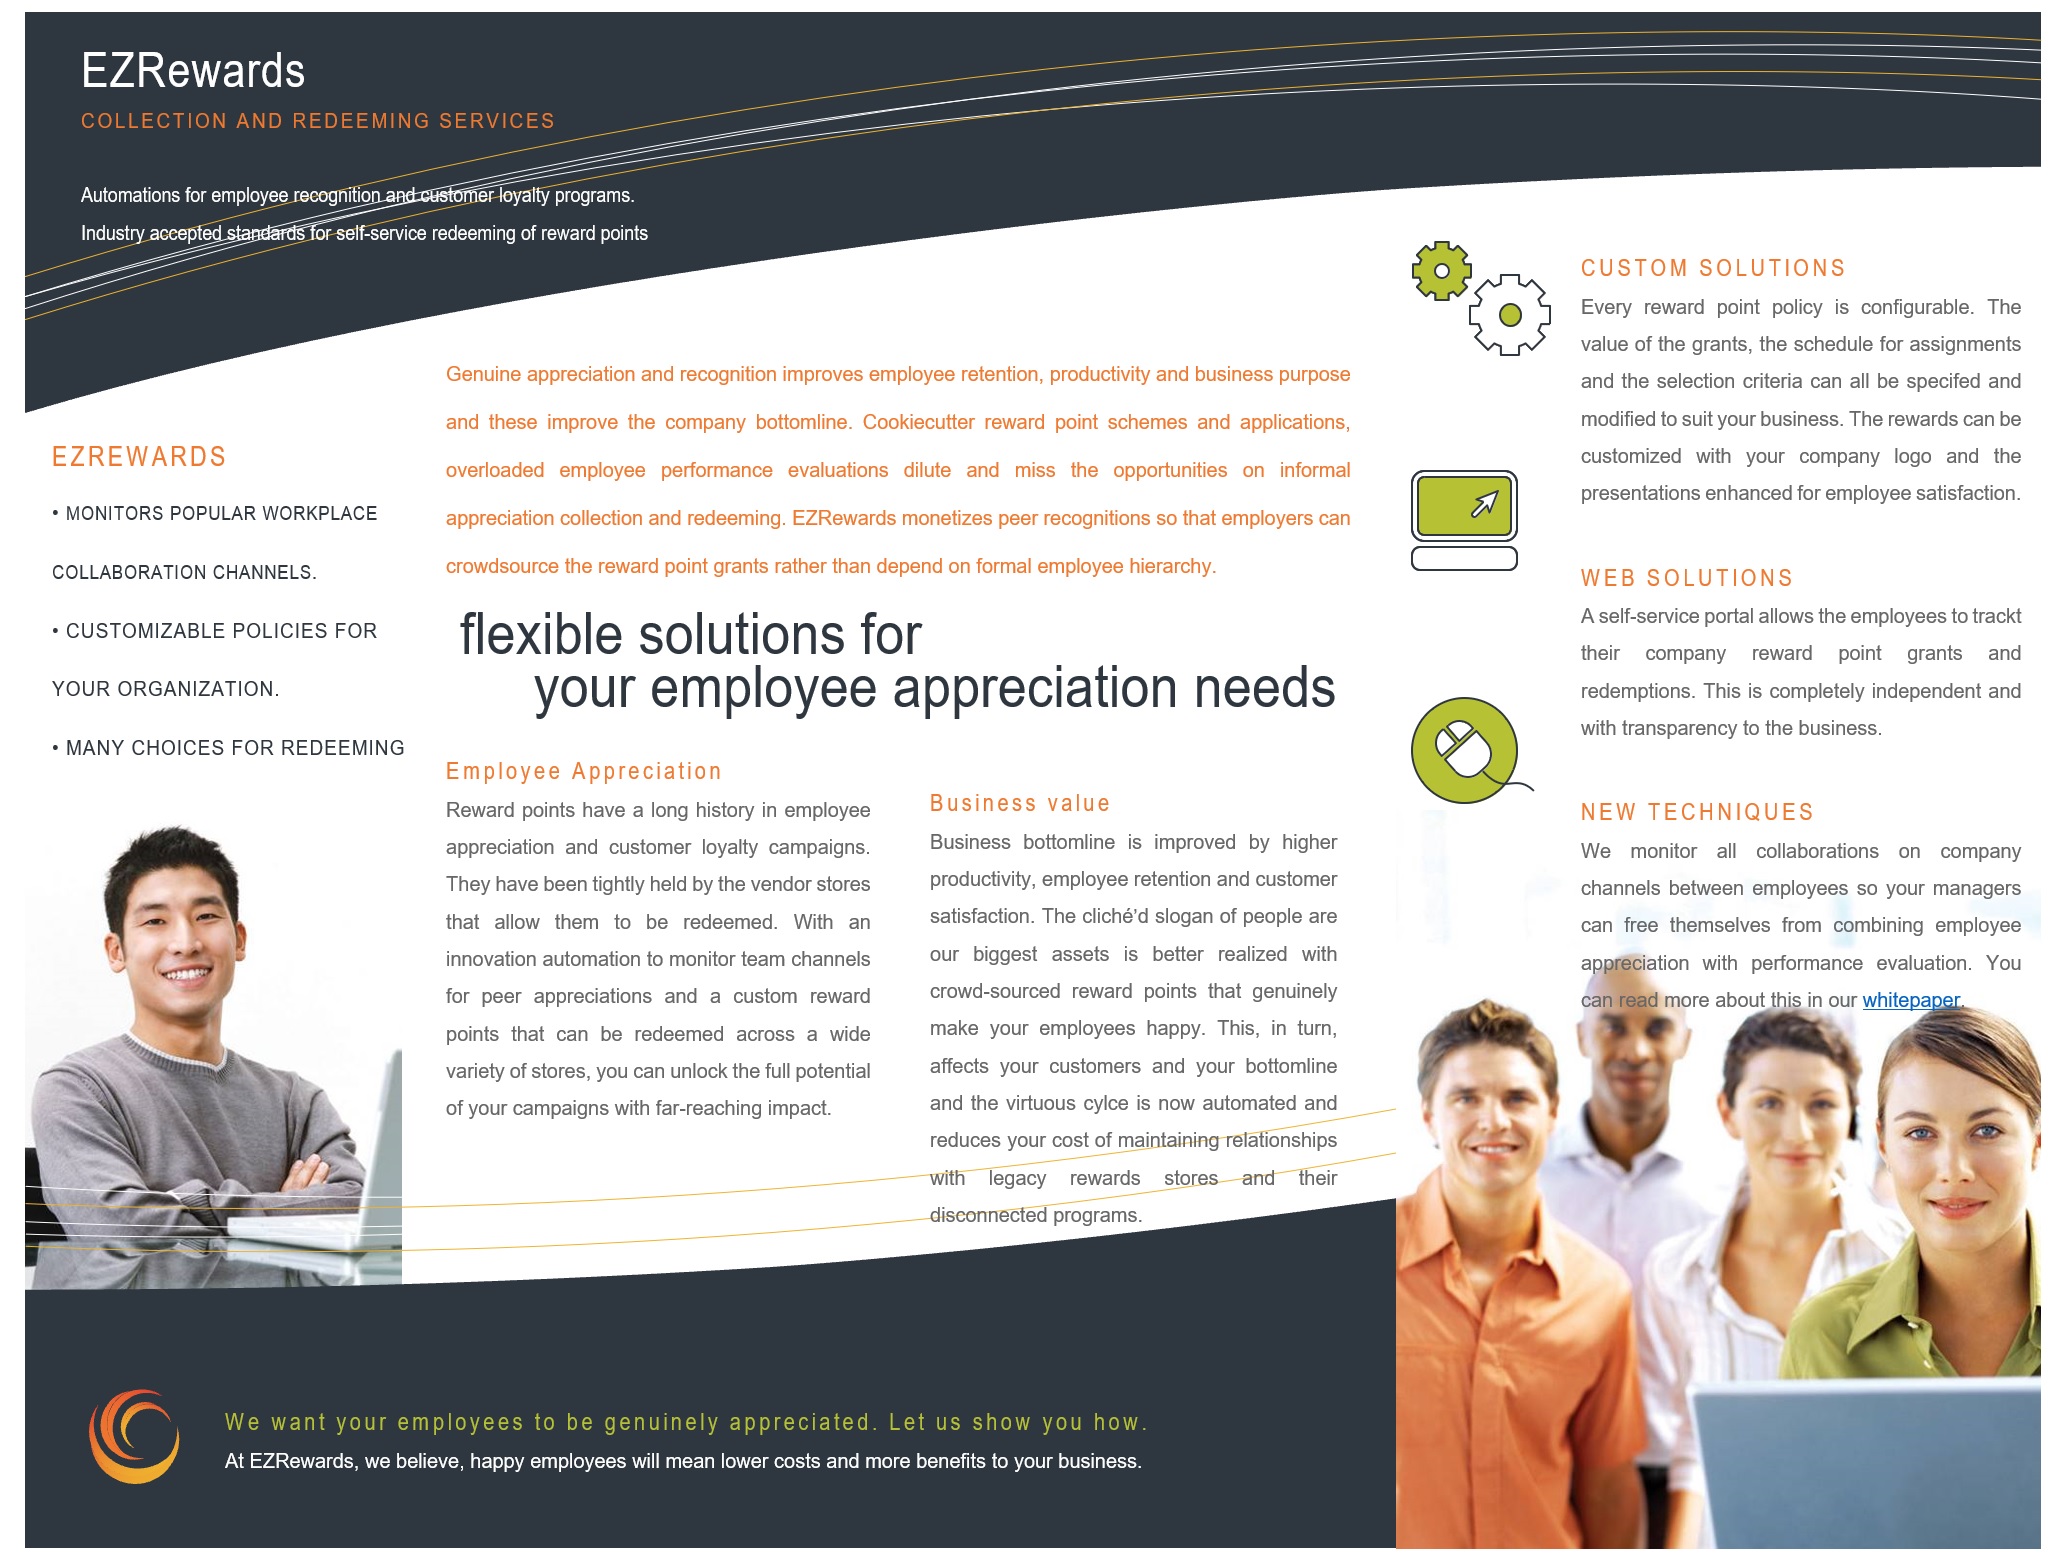 EZRewards
COLLECTION AND REDEEMING SERVICES
Automations for employee recognition and customer loyalty programs.
Industry accepted standards for self-service redeeming of reward points
EZREWARDS
• MONITORS POPULAR WORKPLACE
COLLABORATION CHANNELS.
• CUSTOMIZABLE POLICIES FOR
YOUR ORGANIZATION.
• MANY CHOICES FOR REDEEMING
Genuine appreciation and recognition improves employee retention, productivity and business purpose
and these improve the company bottomline. Cookiecutter reward point schemes and applications,
overloaded employee performance evaluations dilute and miss the opportunities on informal
appreciation collection and redeeming. EZRewards monetizes peer recognitions so that employers can
crowdsource the reward point grants rather than depend on formal employee hierarchy.
flexible solutions for
your employee appreciation needs
Employee Appreciation
Reward points have a long history in employee
appreciation and customer loyalty campaigns.
They have been tightly held by the vendor stores
that allow them to be redeemed. With an
innovation automation to monitor team channels
for peer appreciations and a custom reward
points that can be redeemed across a wide
variety of stores, you can unlock the full potential
of your campaigns with far-reaching impact.
Business value
Business bottomline is improved by higher
productivity, employee retention and customer
satisfaction. The cliché’d slogan of people are
our biggest assets is better realized with
crowd-sourced reward points that genuinely
make your employees happy. This, in turn,
affects your customers and your bottomline
and the virtuous cylce is now automated and
reduces your cost of maintaining relationships
with legacy rewards stores and their
disconnected programs.
CUSTOM SOLUTIONS
Every reward point policy is configurable. The
value of the grants, the schedule for assignments
and the selection criteria can all be specifed and
modified to suit your business. The rewards can be
customized with your company logo and the
presentations enhanced for employee satisfaction.
WEB SOLUTIONS
A self-service portal allows the employees to trackt
their company reward point grants and
redemptions. This is completely independent and
with transparency to the business.
NEW TECHNIQUES
We monitor all collaborations on company
channels between employees so your managers
can free themselves from combining employee
appreciation with performance evaluation. You
can read more about this in our whitepaper.
We want your employees to be genuinely appreciated. Let us show you how.
At EZRewards, we believe, happy employees will mean lower costs and more benefits to your business.